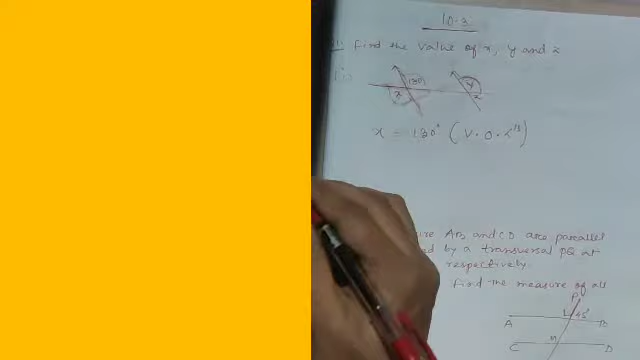 10.3
Find the value of x, y and z
(i)
130°
x
y
z
x = 130° (V.O.∠ˢ)
AB and CD are parallel
by a transversal PQ at
respectively.
Find the measure of all
P
L 45°
A B
M
C D